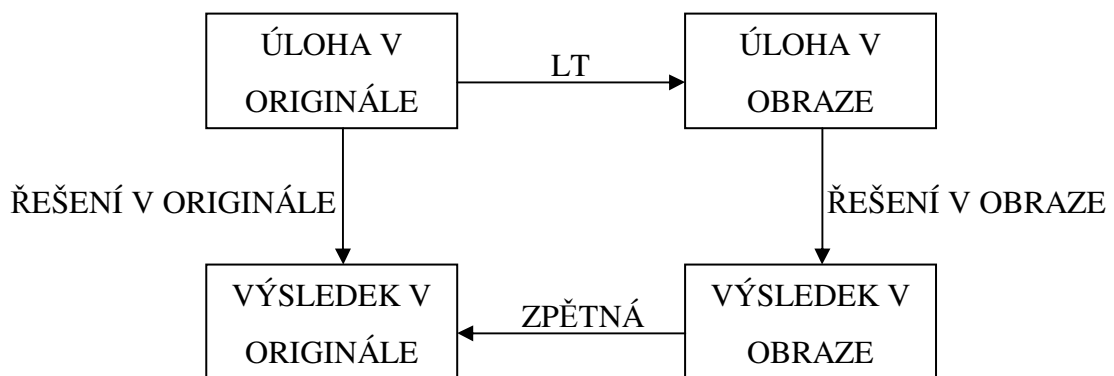 ÚLOHA V
ORIGINÁLE
LT
ÚLOHA V
OBRAZE
ŘEŠENÍ V ORIGINÁLE
ŘEŠENÍ V OBRAZE
VÝSLEDEK V
ORIGINÁLE
ZPĚTNÁ
VÝSLEDEK V
OBRAZE